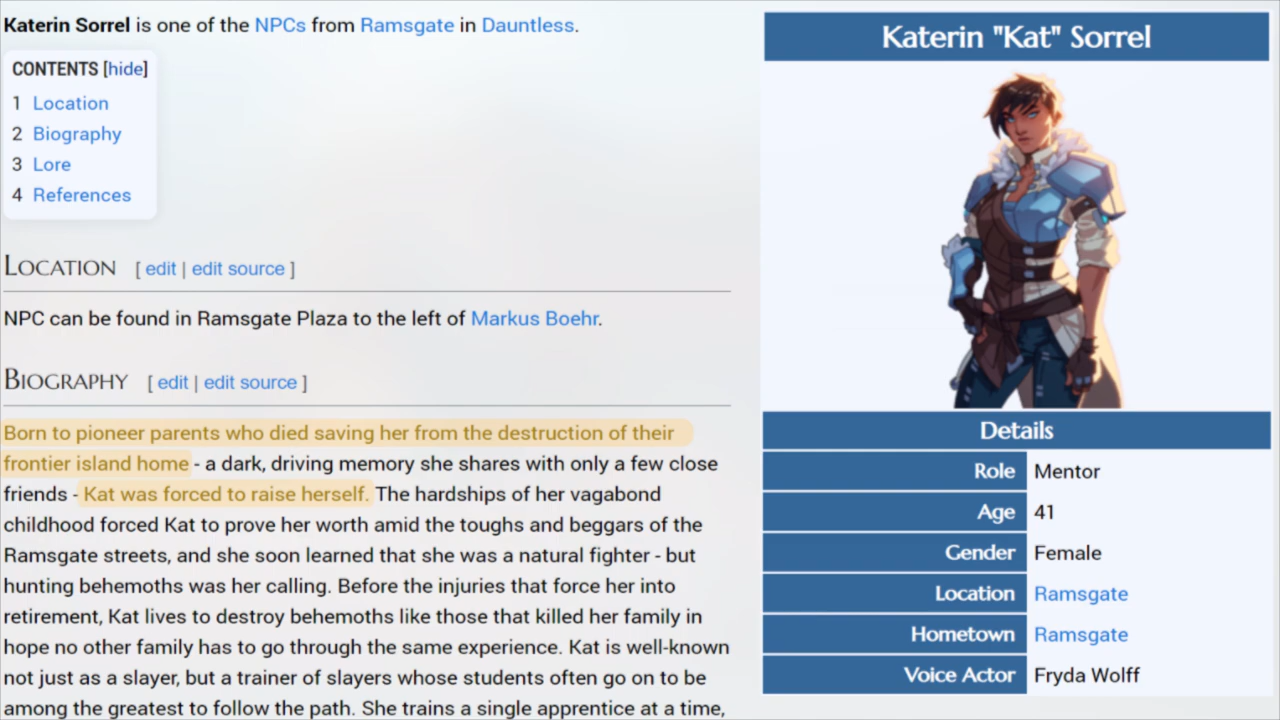 Katerin Sorrel is one of the NPCs from Ramsgate in Dauntless.
CONTENTS [hide]
1 Location
2 Biography
3 Lore
4 References
LOCATION [ edit | edit source ]
NPC can be found in Ramsgate Plaza to the left of Markus Boehr.
BIOGRAPHY [ edit | edit source ]
Born to pioneer parents who died saving her from the destruction of their
frontier island home - a dark, driving memory she shares with only a few close
friends - Kat was forced to raise herself. The hardships of her vagabond
childhood forced Kat to prove her worth amid the toughs and beggars of the
Ramsgate streets, and she soon learned that she was a natural fighter - but
hunting behemoths was her calling. Before the injuries that force her into
retirement, Kat lives to destroy behemoths like those that killed her family in
hope no other family has to go through the same experience. Kat is well-known
not just as a slayer, but a trainer of slayers whose students often go on to be
among the greatest to follow the path. She trains a single apprentice at a time,
Katerin "Kat" Sorrel
Details
Role Mentor
Age 41
Gender Female
Location Ramsgate
Hometown Ramsgate
Voice Actor Fryda Wolff